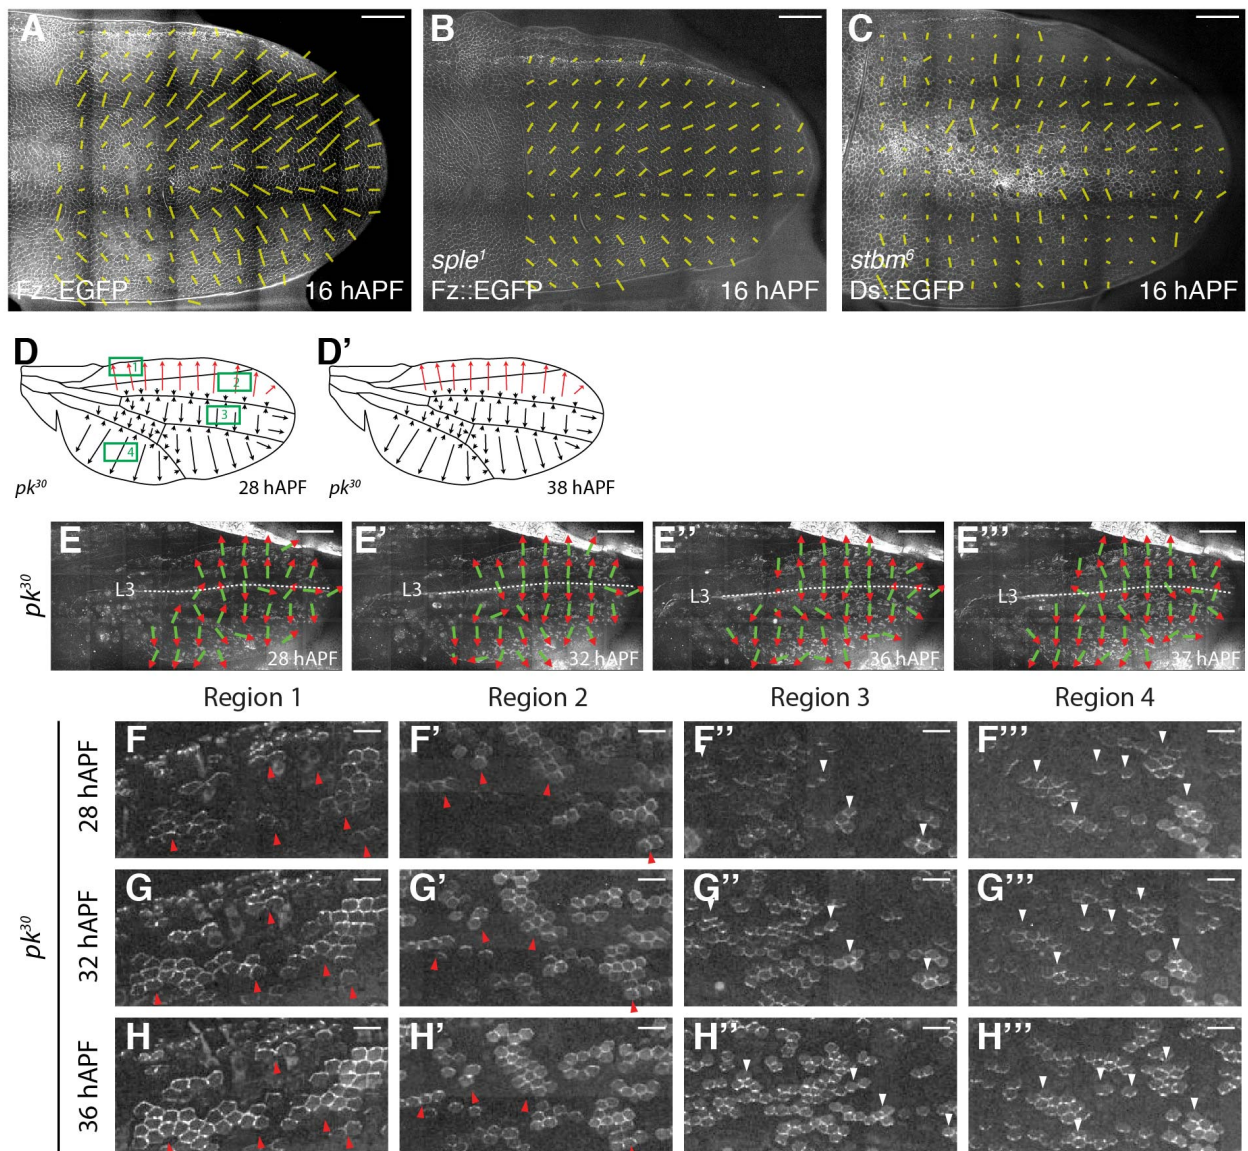 A
Fz::EGFP
16 hAPF
B
sple¹
Fz::EGFP
16 hAPF
C
stbm⁶
Ds::EGFP
16 hAPF
D
1
2
3
4
pk³⁰
28 hAPF
D'
pk³⁰
38 hAPF
pk³⁰
E
L3
28 hAPF
E'
L3
32 hAPF
E''
L3
36 hAPF
E'''
L3
37 hAPF
Region 1
Region 2
Region 3
Region 4
pk³⁰
28 hAPF
F
F'
F''
F'''
32 hAPF
G
G'
G''
G'''
36 hAPF
H
H'
H''
H'''